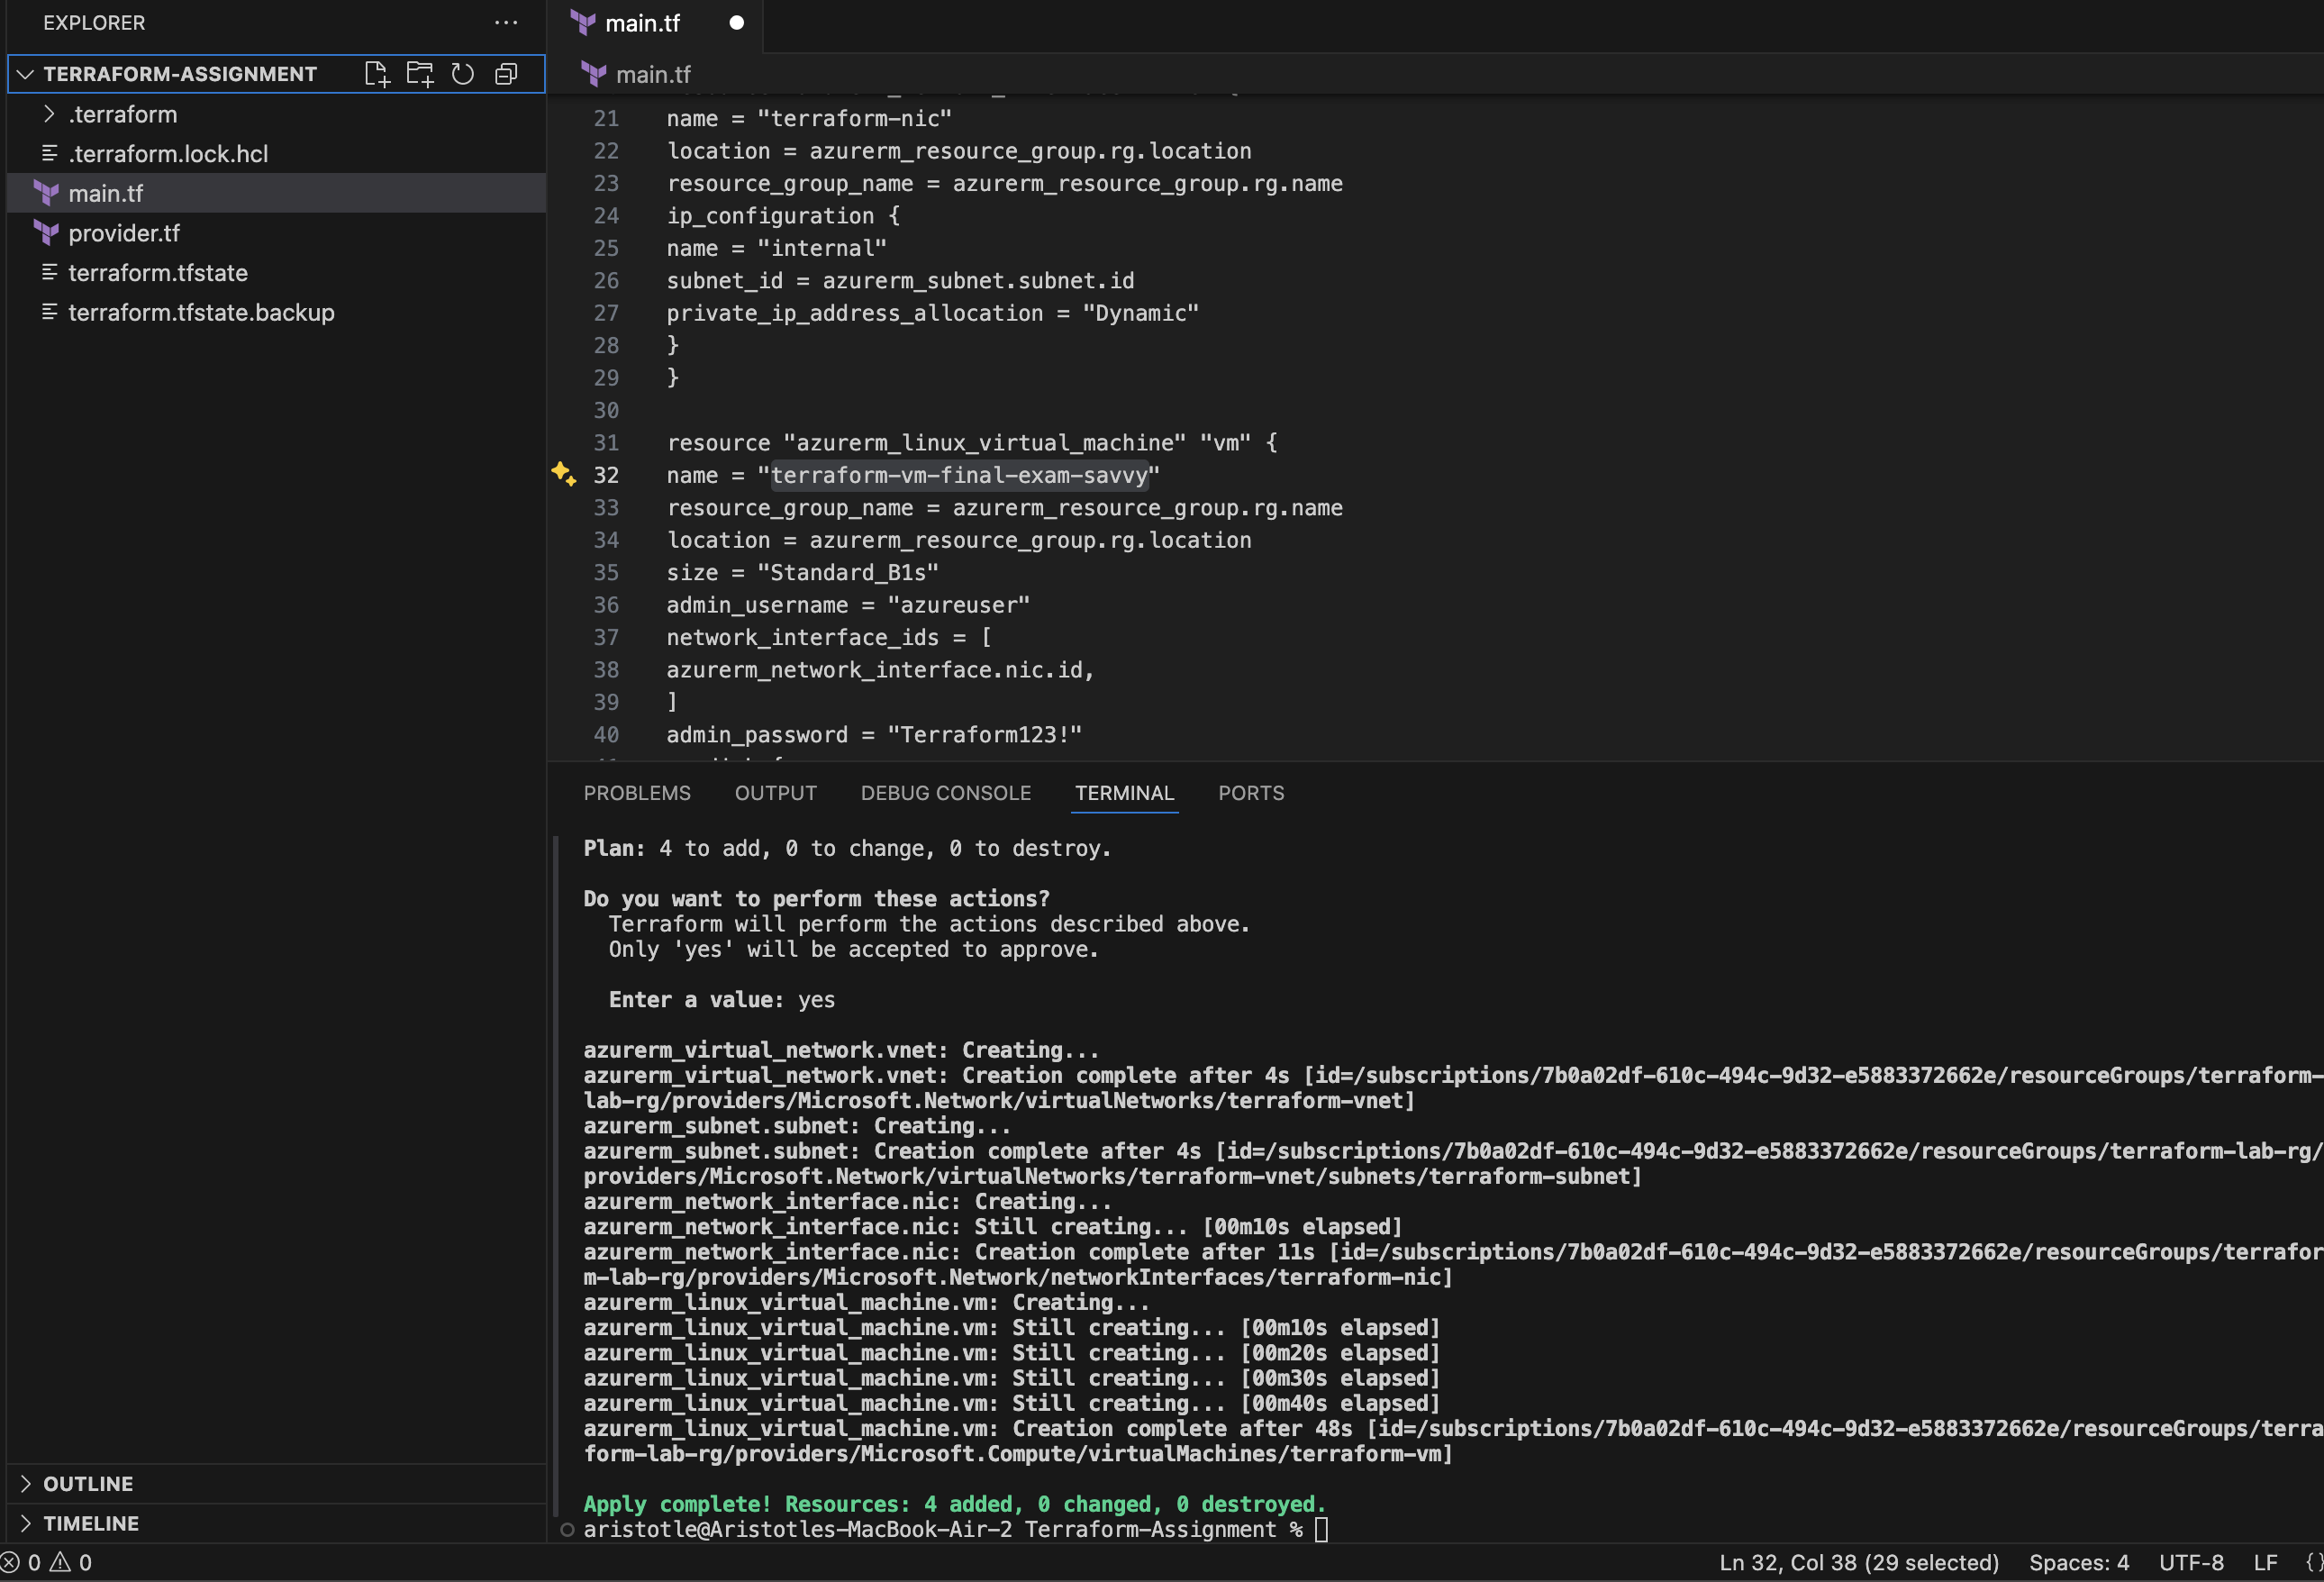 EXPLORER
TERRAFORM-ASSIGNMENT
.terraform
.terraform.lock.hcl
main.tf
provider.tf
terraform.tfstate
terraform.tfstate.backup
OUTLINE
TIMELINE
main.tf
main.tf
21 name = "terraform-nic"
22 location = azurerm_resource_group.rg.location
23 resource_group_name = azurerm_resource_group.rg.name
24 ip_configuration {
25 name = "internal"
26 subnet_id = azurerm_subnet.subnet.id
27 private_ip_address_allocation = "Dynamic"
28 }
29 }
30
31 resource "azurerm_linux_virtual_machine" "vm" {
32 name = "terraform-vm-final-exam-savvy"
33 resource_group_name = azurerm_resource_group.rg.name
34 location = azurerm_resource_group.rg.location
35 size = "Standard_B1s"
36 admin_username = "azureuser"
37 network_interface_ids = [
38 azurerm_network_interface.nic.id,
39 ]
40 admin_password = "Terraform123!"
PROBLEMS OUTPUT DEBUG CONSOLE TERMINAL PORTS
Plan: 4 to add, 0 to change, 0 to destroy.
Do you want to perform these actions?
Terraform will perform the actions described above.
Only 'yes' will be accepted to approve.
Enter a value: yes
azurerm_virtual_network.vnet: Creating...
azurerm_virtual_network.vnet: Creation complete after 4s [id=/subscriptions/7b0a02df-610c-494c-9d32-e5883372662e/resourceGroups/terraform-
lab-rg/providers/Microsoft.Network/virtualNetworks/terraform-vnet]
azurerm_subnet.subnet: Creating...
azurerm_subnet.subnet: Creation complete after 4s [id=/subscriptions/7b0a02df-610c-494c-9d32-e5883372662e/resourceGroups/terraform-lab-rg/
providers/Microsoft.Network/virtualNetworks/terraform-vnet/subnets/terraform-subnet]
azurerm_network_interface.nic: Creating...
azurerm_network_interface.nic: Still creating... [00m10s elapsed]
azurerm_network_interface.nic: Creation complete after 11s [id=/subscriptions/7b0a02df-610c-494c-9d32-e5883372662e/resourceGroups/terrafor
m-lab-rg/providers/Microsoft.Network/networkInterfaces/terraform-nic]
azurerm_linux_virtual_machine.vm: Creating...
azurerm_linux_virtual_machine.vm: Still creating... [00m10s elapsed]
azurerm_linux_virtual_machine.vm: Still creating... [00m20s elapsed]
azurerm_linux_virtual_machine.vm: Still creating... [00m30s elapsed]
azurerm_linux_virtual_machine.vm: Still creating... [00m40s elapsed]
azurerm_linux_virtual_machine.vm: Creation complete after 48s [id=/subscriptions/7b0a02df-610c-494c-9d32-e5883372662e/resourceGroups/terra
form-lab-rg/providers/Microsoft.Compute/virtualMachines/terraform-vm]
Apply complete! Resources: 4 added, 0 changed, 0 destroyed.
aristotle@Aristotles-MacBook-Air-2 Terraform-Assignment %
0 0 Ln 32, Col 38 (29 selected) Spaces: 4 UTF-8 LF {}